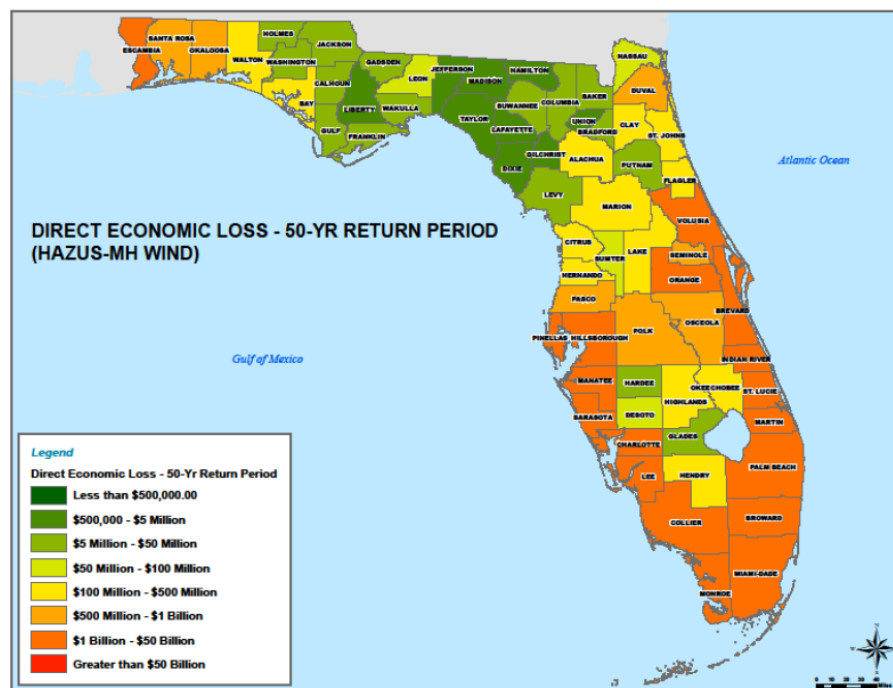 HOLMES
SANTA ROSA
JACKSON
ESCAMBIA
OKALOOSA
WALTON
WASHINGTON
GADSDEN
NASSAU
HAMILTON
JEFFERSON
MADISON
LEON
CALHOUN
BAY
DUVAL
BAKER
COLUMBIA
SUWANNEE
LIBERTY
WAKULLA
TAYLOR
UNION
CLAY
BRADFORD
LAFAYETTE
ST. JOHNS
GULF
FRANKLIN
GILCHRIST
ALACHUA
PUTNAM
DIXIE
FLAGLER
LEVY
MARION
VOLUSIA
Atlantic Ocean
DIRECT ECONOMIC LOSS - 50-YR RETURN PERIOD
(HAZUS-MH WIND)
CITRUS
LAKE
SUMTER
SEMINOLE
HERNANDO
ORANGE
PASCO
BREVARD
OSCEOLA
POLK
PINELLAS
HILLSBOROUGH
INDIAN RIVER
Gulf of Mexico
MANATEE
HARDEE
OKEECHOBEE
ST. LUCIE
HIGHLANDS
DESOTO
SARASOTA
MARTIN
GLADES
CHARLOTTE
PALM BEACH
LEE
HENDRY
BROWARD
COLLIER
MIAMI-DADE
MONROE
Legend
Direct Economic Loss - 50-Yr Return Period
Less than $500,000.00
$500,000 - $5 Million
$5 Million - $50 Million
$50 Million - $100 Million
$100 Million - $500 Million
$500 Million - $1 Billion
$1 Billion - $50 Billion
Greater than $50 Billion